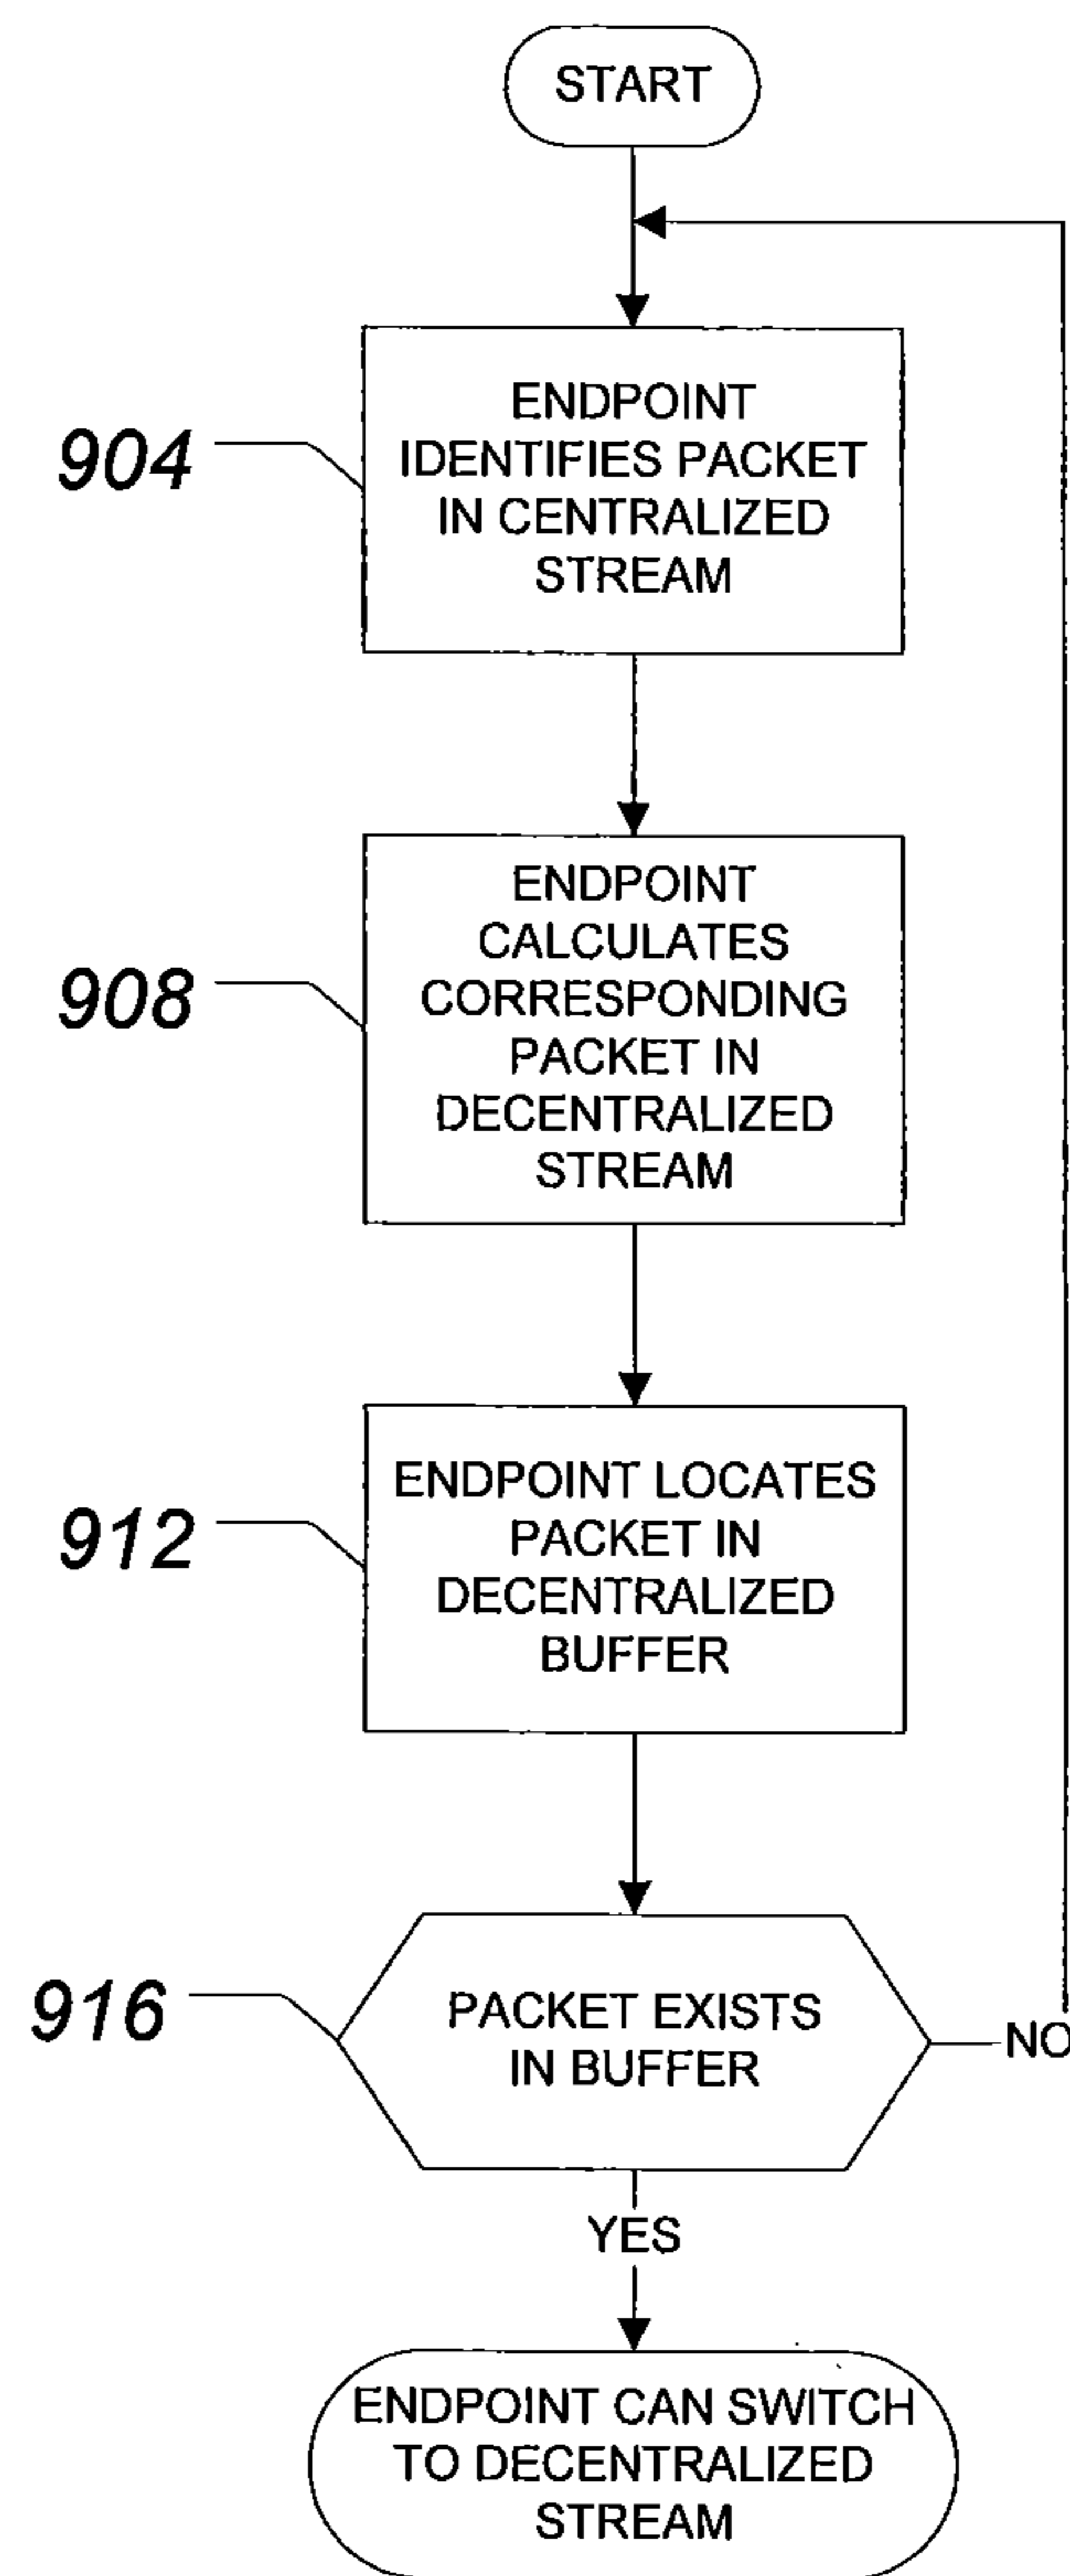 START
904
ENDPOINT
IDENTIFIES PACKET
IN CENTRALIZED
STREAM
908
ENDPOINT
CALCULATES
CORRESPONDING
PACKET IN
DECENTRALIZED
STREAM
912
ENDPOINT LOCATES
PACKET IN
DECENTRALIZED
BUFFER
916
PACKET EXISTS
IN BUFFER
NO
YES
ENDPOINT CAN SWITCH
TO DECENTRALIZED
STREAM